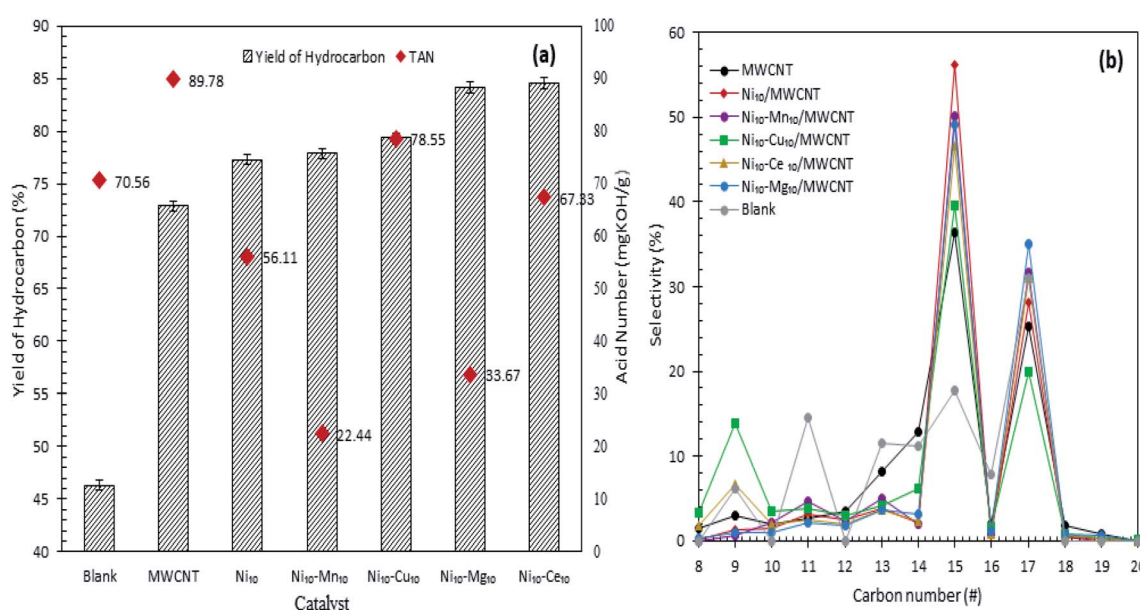 (a)
Yield of Hydrocarbon TAN
Yield of Hydrocarbon (%)
90
85
80
75
70
65
60
55
50
45
40
100
90
80
70
60
50
40
30
20
10
0
Acid Number (mgKOH/g)
70.56
89.78
56.11
22.44
78.55
33.67
67.33
Blank MWCNT Ni₁₀ Ni₁₀-Mn₁₀ Ni₁₀-Cu₁₀ Ni₁₀-Mg₁₀ Ni₁₀-Ce₁₀
Catalyst
(b)
Selectivity (%)
60
50
40
30
20
10
0
MWCNT
Ni₁₀/MWCNT
Ni₁₀-Mn₁₀/MWCNT
Ni₁₀-Cu₁₀/MWCNT
Ni₁₀-Ce ₁₀/MWCNT
Ni₁₀-Mg₁₀/MWCNT
Blank
8 9 10 11 12 13 14 15 16 17 18 19 20
Carbon number (#)